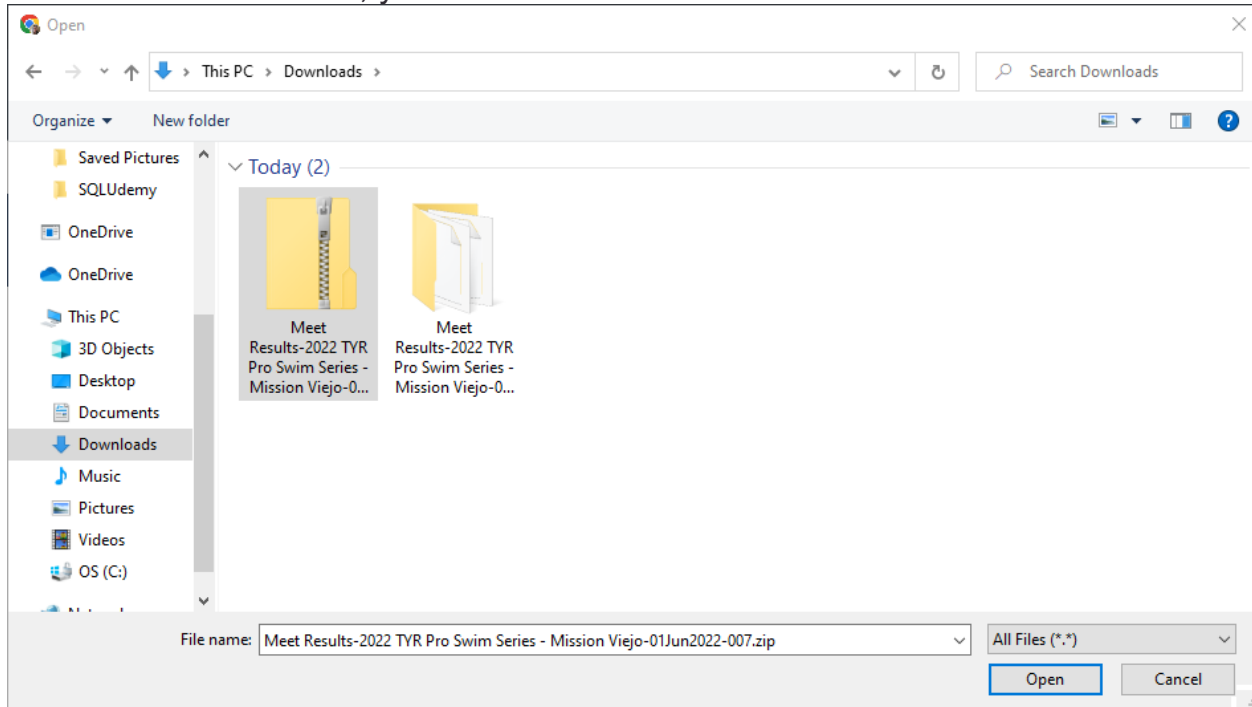 Open
This PC > Downloads >
Search Downloads
Organize
New folder
Saved Pictures
SQLUdemy
OneDrive
OneDrive
This PC
3D Objects
Desktop
Documents
Downloads
Music
Pictures
Videos
OS (C:)
Today (2)
Meet
Results-2022 TYR
Pro Swim Series -
Mission Viejo-0...
Meet
Results-2022 TYR
Pro Swim Series -
Mission Viejo-0...
File name:
Meet Results-2022 TYR Pro Swim Series - Mission Viejo-01Jun2022-007.zip
All Files (*.*)
Open
Cancel